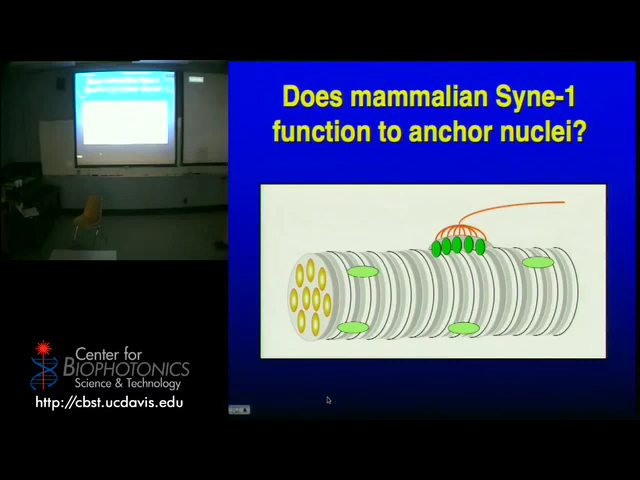 Does mammalian Syne-1
function to anchor nuclei?
Center for
BIOPHOTONICS
Science & Technology
http://cbst.ucdavis.edu